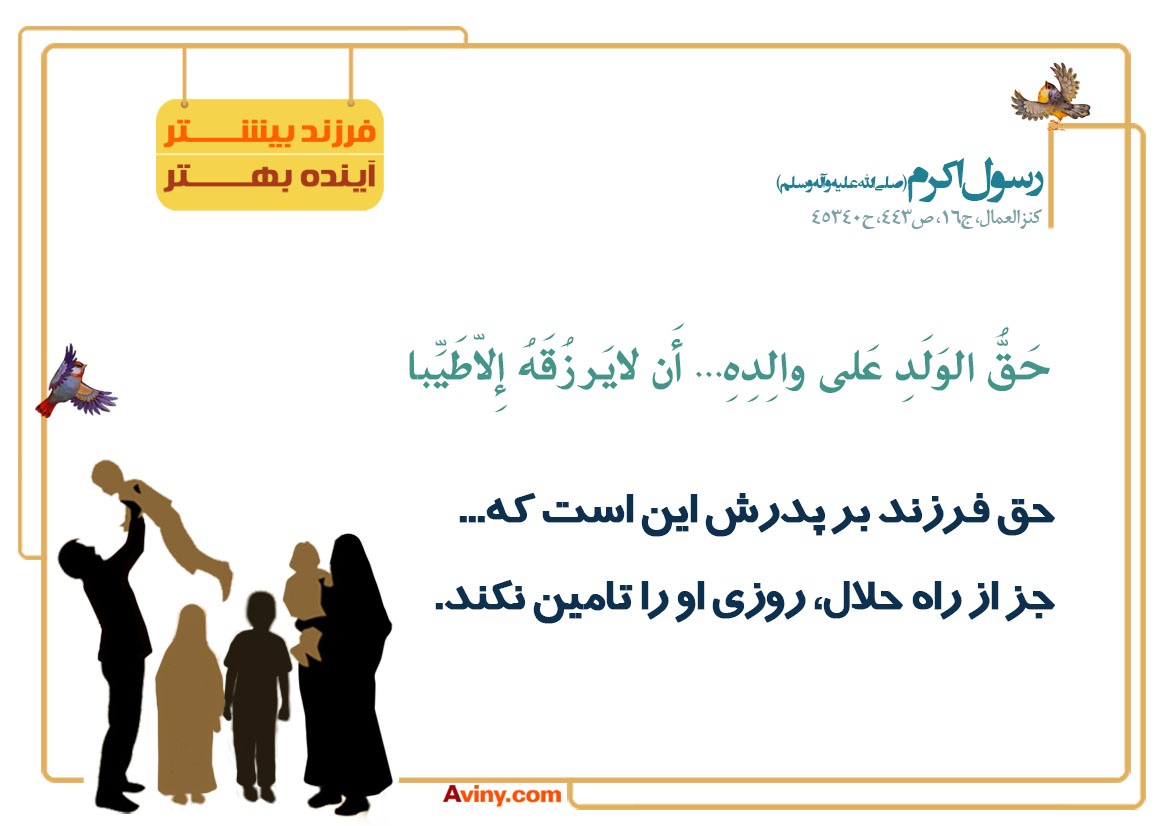 فرزند بیشتر
آینده بهتر
رسول اکرم (صلی‌الله‌علیه‌وآله‌وسلم)
کنزالعمال، ج۱۶، ص۴۴۳، ح۴۵۳۴۰
حَقُّ الوَلَدِ عَلی والِدِهِ... أَن لایَرزُقَهُ إِلاّطَیِّبا
حق فرزند بر پدرش این است که...
جز از راه حلال، روزی او را تامین نکند.
Aviny.com